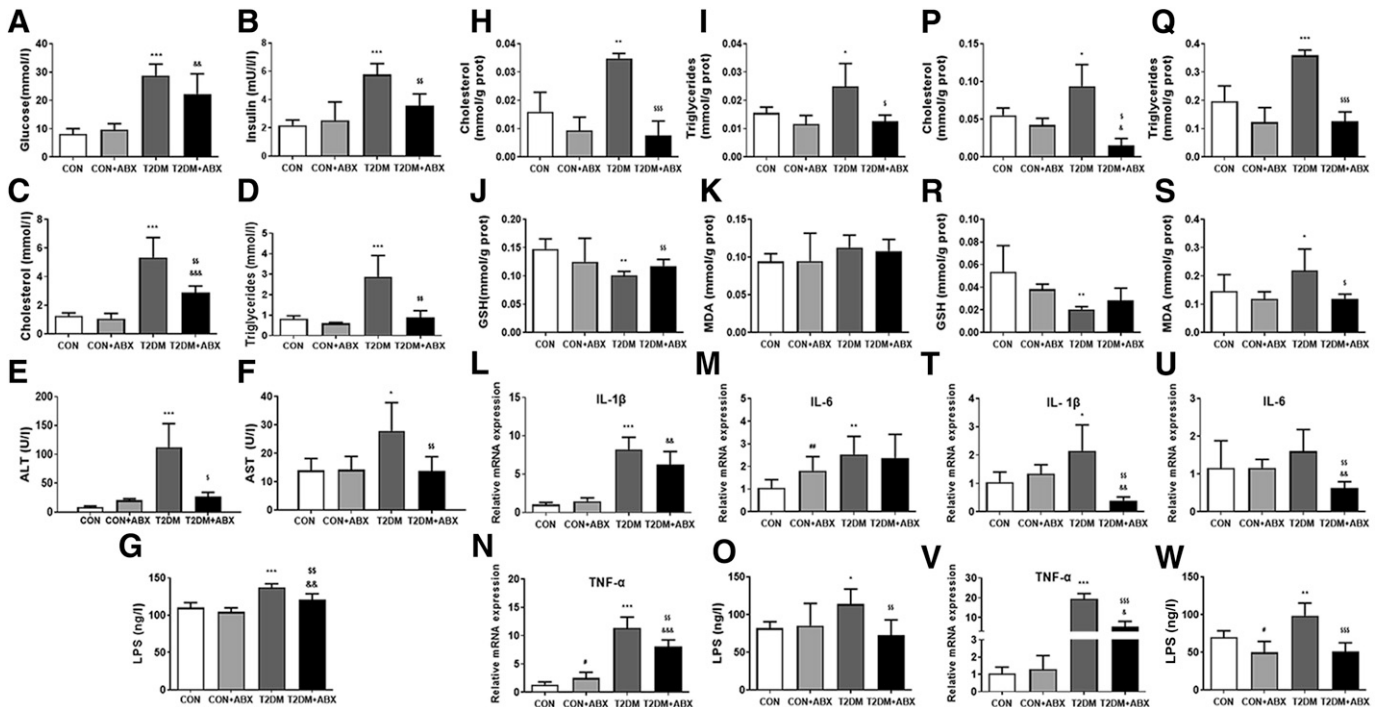 A
Glucose(mmol/l)
40
30
20
10
0
***
&&
CON CON+ABX T2DM T2DM+ABX
B
Insulin (mU/l/l)
8
6
4
2
0
***
$$
CON CON+ABX T2DM T2DM+ABX
H
Cholesterol
(mmol/g prot)
0.04
0.03
0.02
0.01
0.00
**
$$$
CON CON+ABX T2DM T2DM+ABX
I
Triglycerides
(mmol/g prot)
0.04
0.03
0.02
0.01
0.00
*
$
CON CON+ABX T2DM T2DM+ABX
P
Cholesterol
(mmol/g prot)
0.15
0.10
0.05
0.00
*
$
&
CON CON+ABX T2DM T2DM+ABX
Q
Triglycerides
(mmol/g prot)
0.4
0.3
0.2
0.1
0.0
***
$$$
CON CON+ABX T2DM T2DM+ABX
C
Cholesterol (mmol/l)
8
6
4
2
0
***
$$
&&&
CON CON+ABX T2DM T2DM+ABX
D
Triglycerides (mmol/l)
5
4
3
2
1
0
***
$$
CON CON+ABX T2DM T2DM+ABX
J
GSH(mmol/g prot)
0.20
0.15
0.10
0.05
0.00
**
$$
CON CON+ABX T2DM T2DM+ABX
K
MDA (mmol/g prot)
0.15
0.10
0.05
0.00
CON CON+ABX T2DM T2DM+ABX
R
GSH (mmol/g prot)
0.10
0.08
0.06
0.04
0.02
0.00
**
CON CON+ABX T2DM T2DM+ABX
S
MDA (mmol/g prot)
0.4
0.3
0.2
0.1
0.0
*
$
CON CON+ABX T2DM T2DM+ABX
E
ALT (U/l)
200
150
100
50
0
***
$
CON CON+ABX T2DM T2DM+ABX
F
AST (U/l)
40
30
20
10
0
*
$$
CON CON+ABX T2DM T2DM+ABX
L
IL-1β
Relative mRNA expression
15
10
5
0
***
&&
CON CON+ABX T2DM T2DM+ABX
M
IL-6
Relative mRNA expression
5
4
3
2
1
0
##
**
CON CON+ABX T2DM T2DM+ABX
T
IL- 1β
Relative mRNA expression
4
3
2
1
0
*
$$
&&
CON CON+ABX T2DM T2DM+ABX
U
IL-6
Relative mRNA expression
3
2
1
0
$$
&&
CON CON+ABX T2DM T2DM+ABX
G
LPS (ng/l)
150
100
50
0
***
$$
&&
CON CON+ABX T2DM T2DM+ABX
N
TNF-α
Relative mRNA expression
20
15
10
5
0
#
***
$$
&&&
CON CON+ABX T2DM T2DM+ABX
O
LPS (ng/l)
150
100
50
0
*
$$
CON CON+ABX T2DM T2DM+ABX
V
TNF-α
Relative mRNA expression
30
20
10
4
3
2
1
0
***
$$$
&
CON CON+ABX T2DM T2DM+ABX
W
LPS (ng/l)
150
100
50
0
#
**
$$$
CON CON+ABX T2DM T2DM+ABX